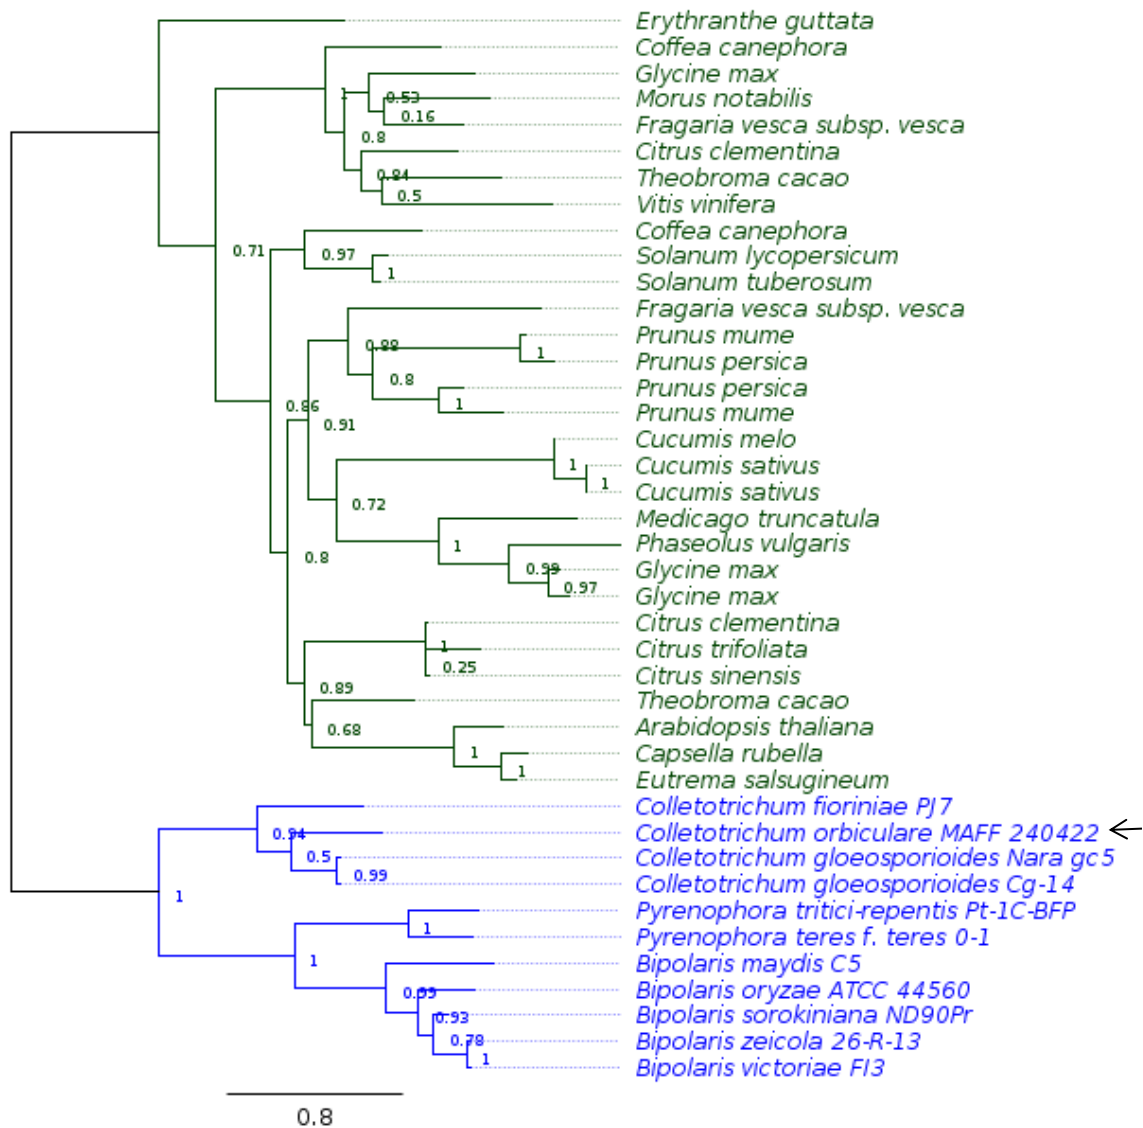 Erythranthe guttata
Coffea canephora
Glycine max
1
0.53
Morus notabilis
0.16
Fragaria vesca subsp. vesca
0.8
Citrus clementina
0.84
Theobroma cacao
0.5
Vitis vinifera
Coffea canephora
0.71
0.97
Solanum lycopersicum
1
Solanum tuberosum
Fragaria vesca subsp. vesca
Prunus mume
0.88
1
Prunus persica
0.8
Prunus persica
0.86
1
Prunus mume
0.91
Cucumis melo
1
Cucumis sativus
1
Cucumis sativus
0.72
Medicago truncatula
1
Phaseolus vulgaris
0.8
0.99
Glycine max
0.97
Glycine max
Citrus clementina
1
Citrus trifoliata
0.25
Citrus sinensis
0.89
Theobroma cacao
0.68
Arabidopsis thaliana
1
Capsella rubella
1
Eutrema salsugineum
Colletotrichum fioriniae PJ7
0.94
Colletotrichum orbiculare MAFF 240422
0.5
Colletotrichum gloeosporioides Nara gc5
0.99
Colletotrichum gloeosporioides Cg-14
1
Pyrenophora tritici-repentis Pt-1C-BFP
1
Pyrenophora teres f. teres 0-1
1
Bipolaris maydis C5
0.99
Bipolaris oryzae ATCC 44560
0.93
Bipolaris sorokiniana ND90Pr
0.78
Bipolaris zeicola 26-R-13
1
Bipolaris victoriae FI3
0.8